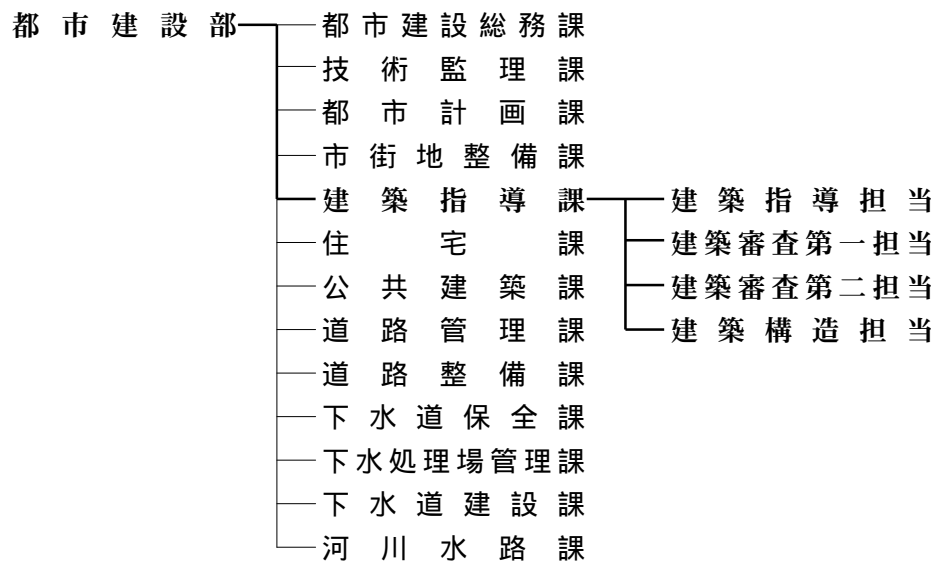 都市建設部 都市建設総務課
技術監理課
都市計画課
市街地整備課
建築指導課 建築指導担当
住宅課 建築審査第一担当
公共建築課 建築審査第二担当
道路管理課 建築構造担当
道路整備課
下水道保全課
下水処理場管理課
下水道建設課
河川水路課